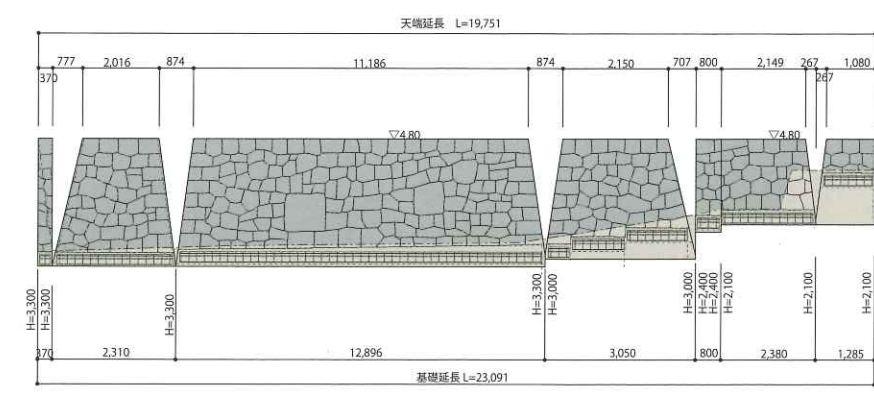 天端延長 L=19,751
777 2,016 874 11,186 874 2,150 707 800 2,149 267 1,080
370 267
▽4.80 ▽4.80
H=3,300 H=3,300 H=3,300 H=3,300 H=3,000 H=3,000 H=2,400 H=2,400 H=2,100 H=2,100 H=2,100
370 2,310 12,896 3,050 800 2,380 1,285
基礎延長 L=23,091